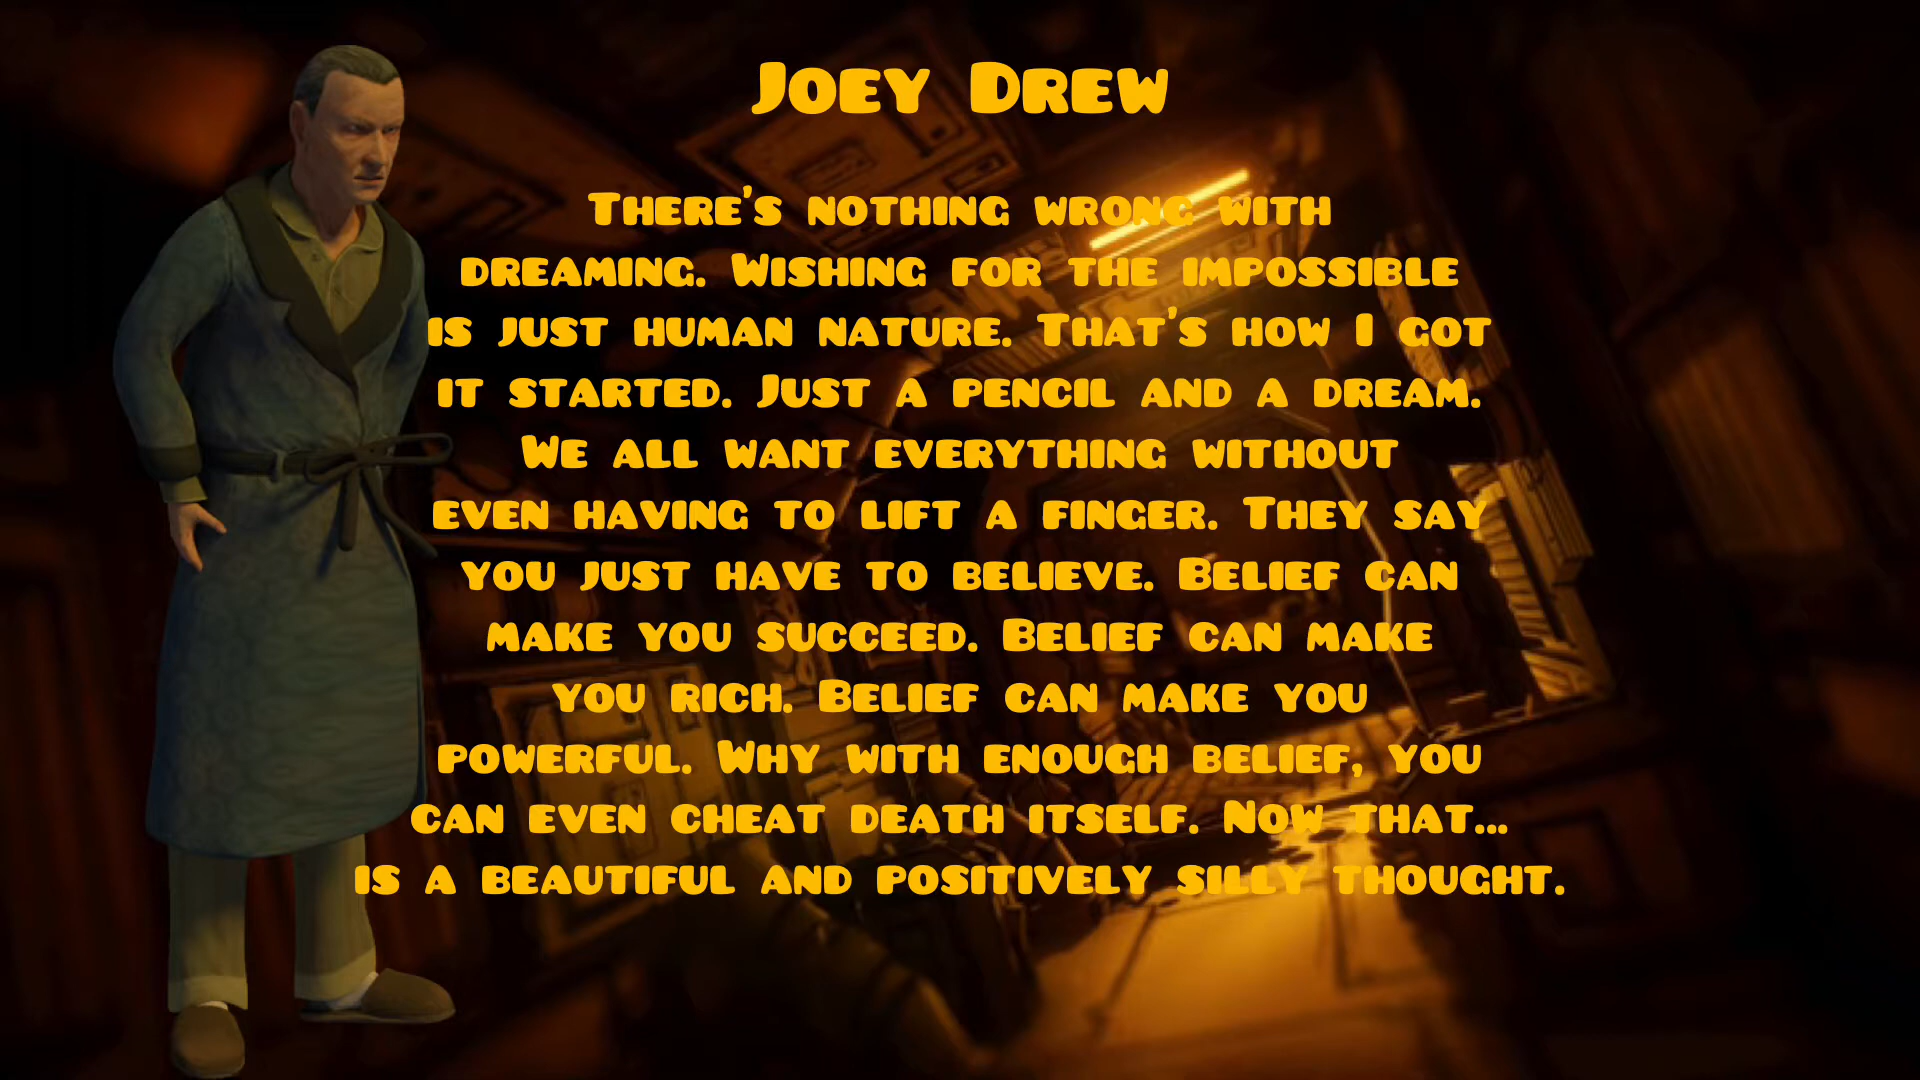 Joey Drew
There's nothing wrong with
dreaming. Wishing for the impossible
is just human nature. That's how I got
it started. Just a pencil and a dream.
We all want everything without
even having to lift a finger. They say
you just have to believe. Belief can
make you succeed. Belief can make
you rich. Belief can make you
powerful. Why with enough belief, you
can even cheat death itself. Now that...
is a beautiful and positively silly thought.